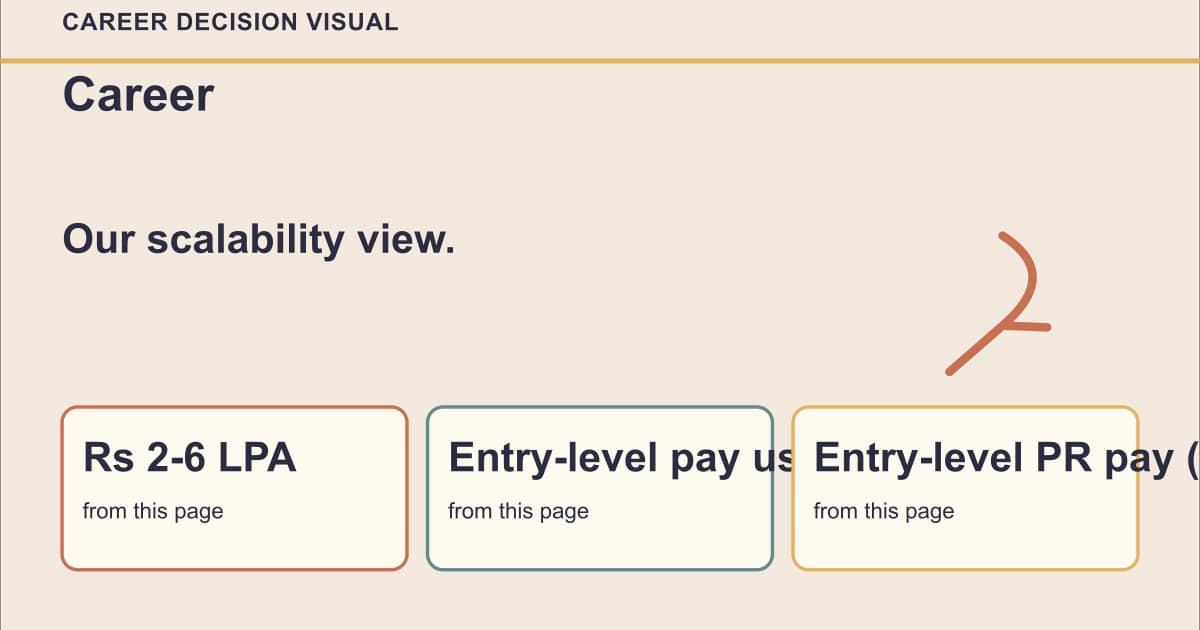 CAREER DECISION VISUAL
Career
Our scalability view.
Rs 2-6 LPA
from this page
Entry-level pay us
from this page
Entry-level PR pay (
from this page